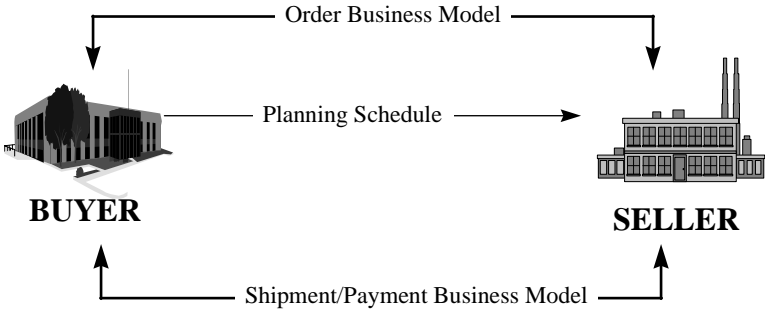 Order Business Model
Planning Schedule
BUYER
SELLER
Shipment/Payment Business Model